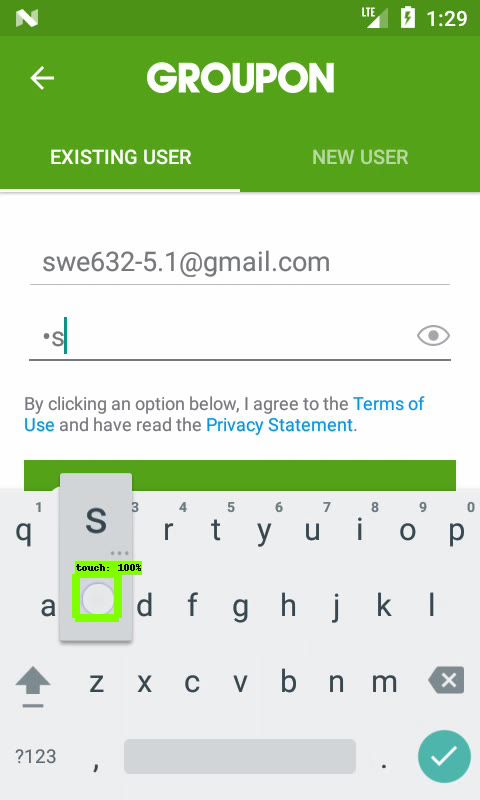 LTE 1:29
GROUPON
EXISTING USER NEW USER
swe632-5.1@gmail.com
•s
By clicking an option below, I agree to the Terms of
Use and have read the Privacy Statement.
s
...
touch: 100%
1 3 4 5 6 7 8 9 0
q r t y u i o p
a d f g h j k l
z x c v b n m
?123 , .